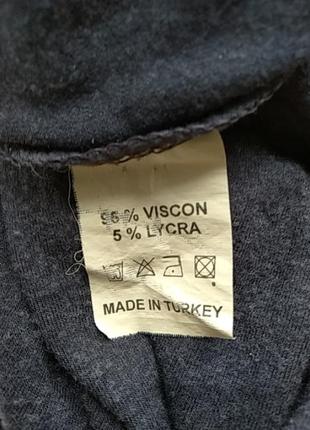 95 % VISCON
5 % LYCRA
MADE IN TURKEY